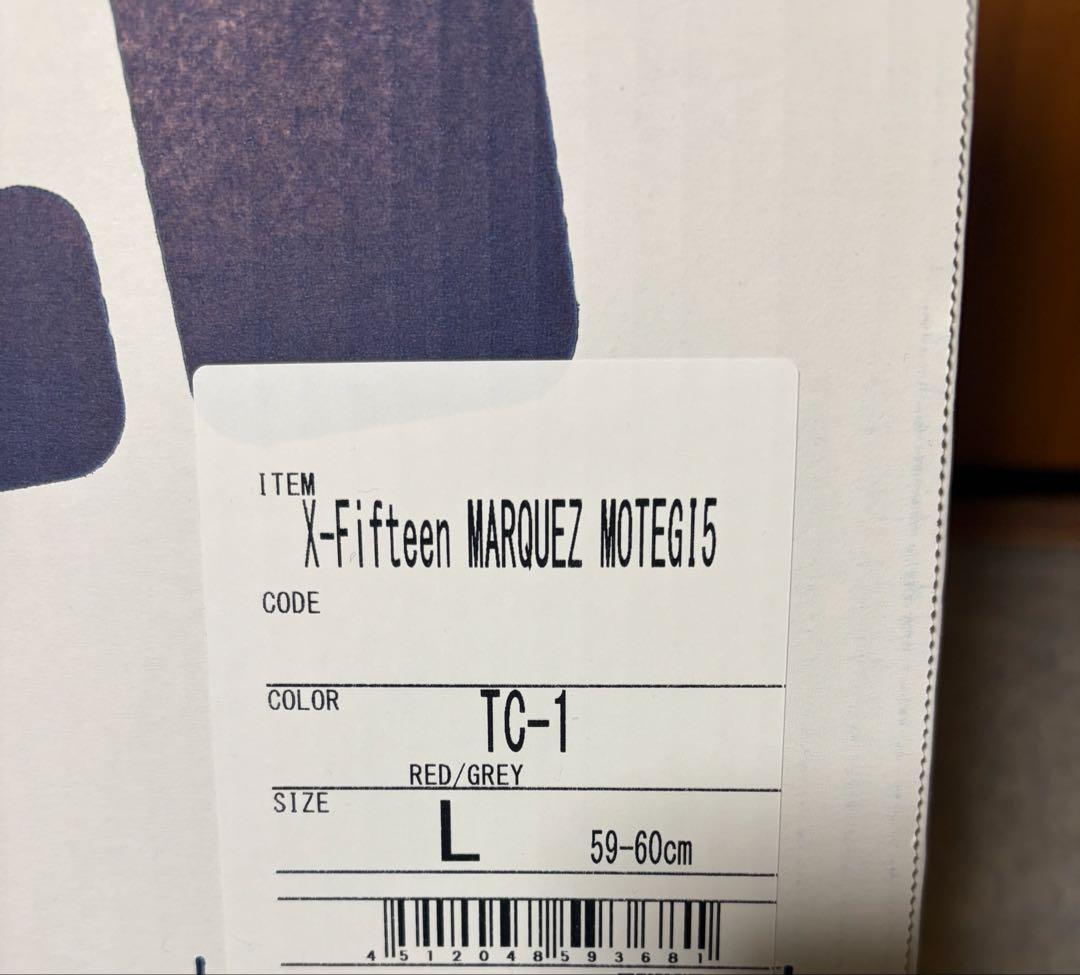 ITEM
X-Fifteen MARQUEZ MOTEGI5
CODE
COLOR
TC-1
RED/GREY
SIZE
L 59-60cm
4 512048 593681